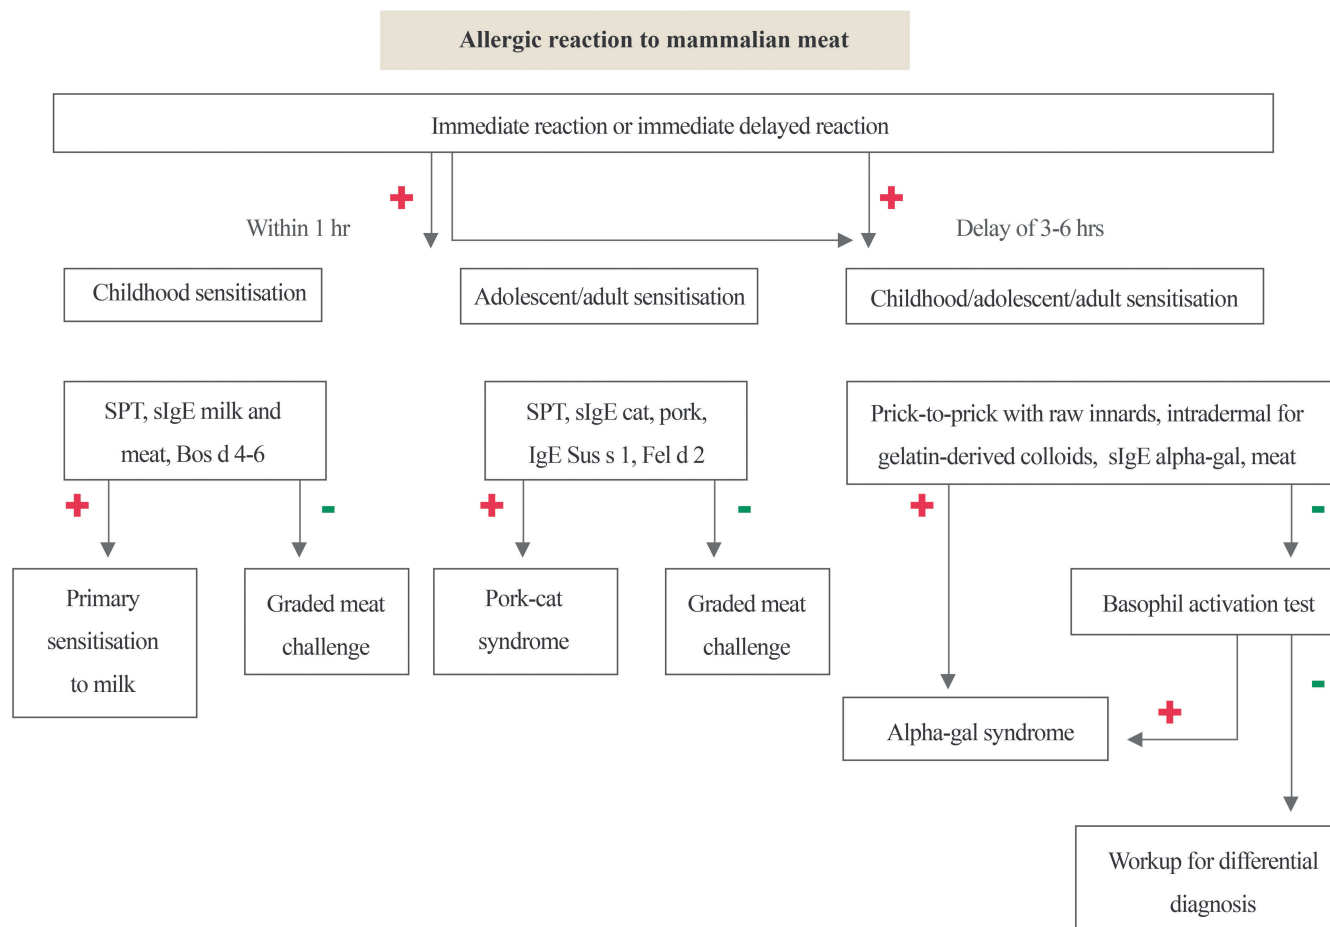 Allergic reaction to mammalian meat
Immediate reaction or immediate delayed reaction
+
+
Within 1 hr
Delay of 3-6 hrs
Childhood sensitisation
Adolescent/adult sensitisation
Childhood/adolescent/adult sensitisation
SPT, sIgE milk and
meat, Bos d 4-6
SPT, sIgE cat, pork,
IgE Sus s 1, Fel d 2
Prick-to-prick with raw innards, intradermal for
gelatin-derived colloids, sIgE alpha-gal, meat
+
-
+
-
+
-
Primary
sensitisation
to milk
Graded meat
challenge
Pork-cat
syndrome
Graded meat
challenge
Basophil activation test
-
+
Alpha-gal syndrome
Workup for differential
diagnosis